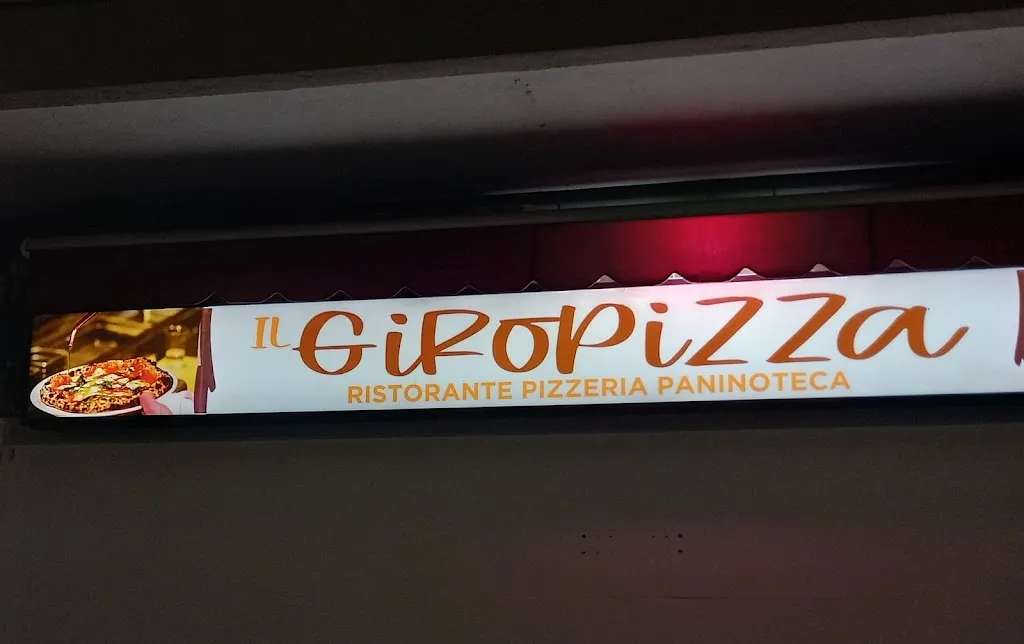 IL GiROPiZZa
RISTORANTE PIZZERIA PANINOTECA